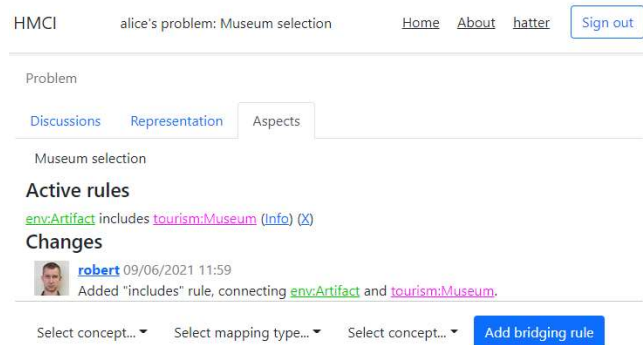 HMCI alice's problem: Museum selection Home About hatter Sign out
Problem
Discussions Representation Aspects
Museum selection
Active rules
env:Artifact includes tourism:Museum (Info) (X)
Changes
robert 09/06/2021 11:59
Added "includes" rule, connecting env:Artifact and tourism:Museum.
Select concept... Select mapping type... Select concept... Add bridging rule